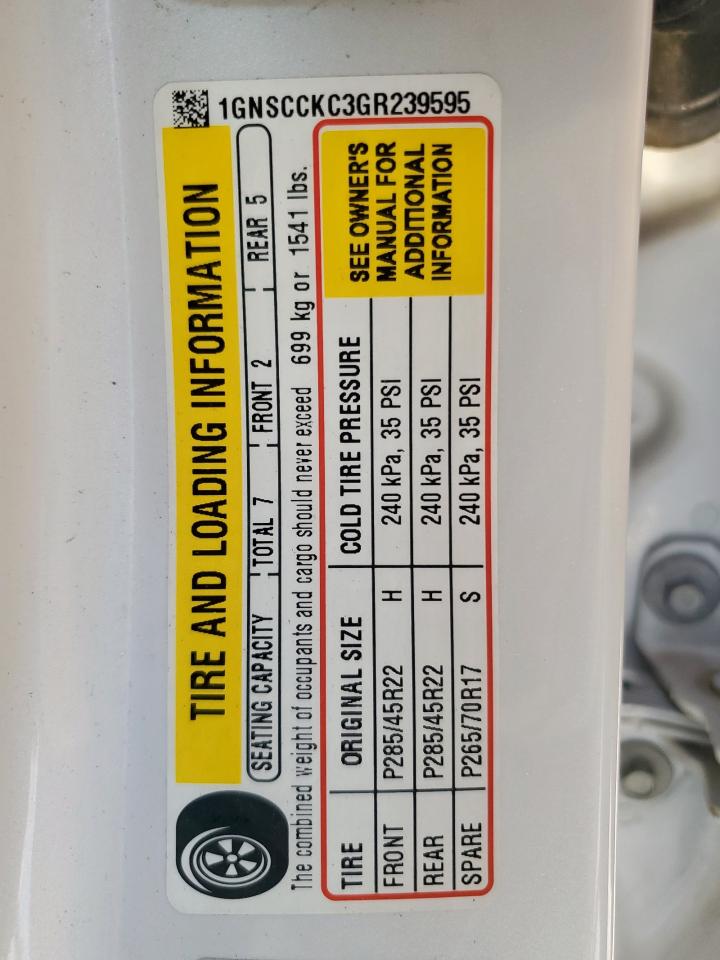 1GNSCCKC3GR239595
TIRE AND LOADING INFORMATION
SEATING CAPACITY TOTAL 7 FRONT 2 REAR 5
The combined weight of occupants and cargo should never exceed 699 kg or 1541 lbs.
TIRE ORIGINAL SIZE COLD TIRE PRESSURE
FRONT P285/45R22 H 240 kPa, 35 PSI
REAR P285/45R22 H 240 kPa, 35 PSI
SPARE P265/70R17 S 240 kPa, 35 PSI
SEE OWNER'S
MANUAL FOR
ADDITIONAL
INFORMATION